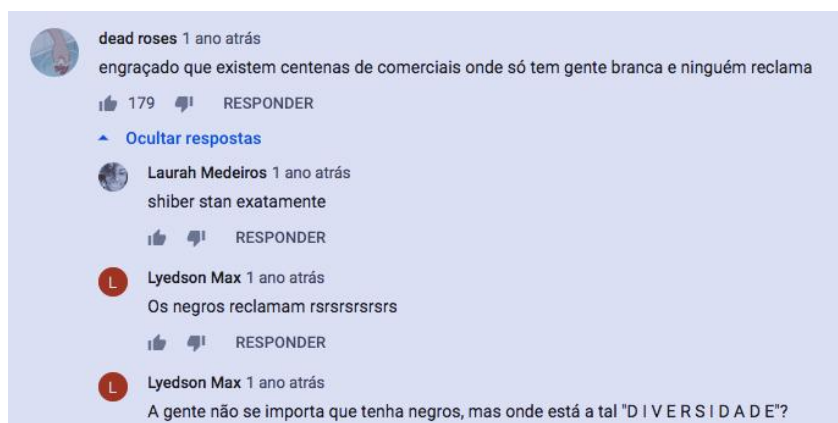 dead roses 1 ano atrás
engraçado que existem centenas de comerciais onde só tem gente branca e ninguém reclama
179 RESPONDER
Ocultar respostas
Laurah Medeiros 1 ano atrás
shiber stan exatamente
RESPONDER
L Lyedson Max 1 ano atrás
Os negros reclamam rsrsrsrsrsrs
RESPONDER
L Lyedson Max 1 ano atrás
A gente não se importa que tenha negros, mas onde está a tal "D I V E R S I D A D E"?